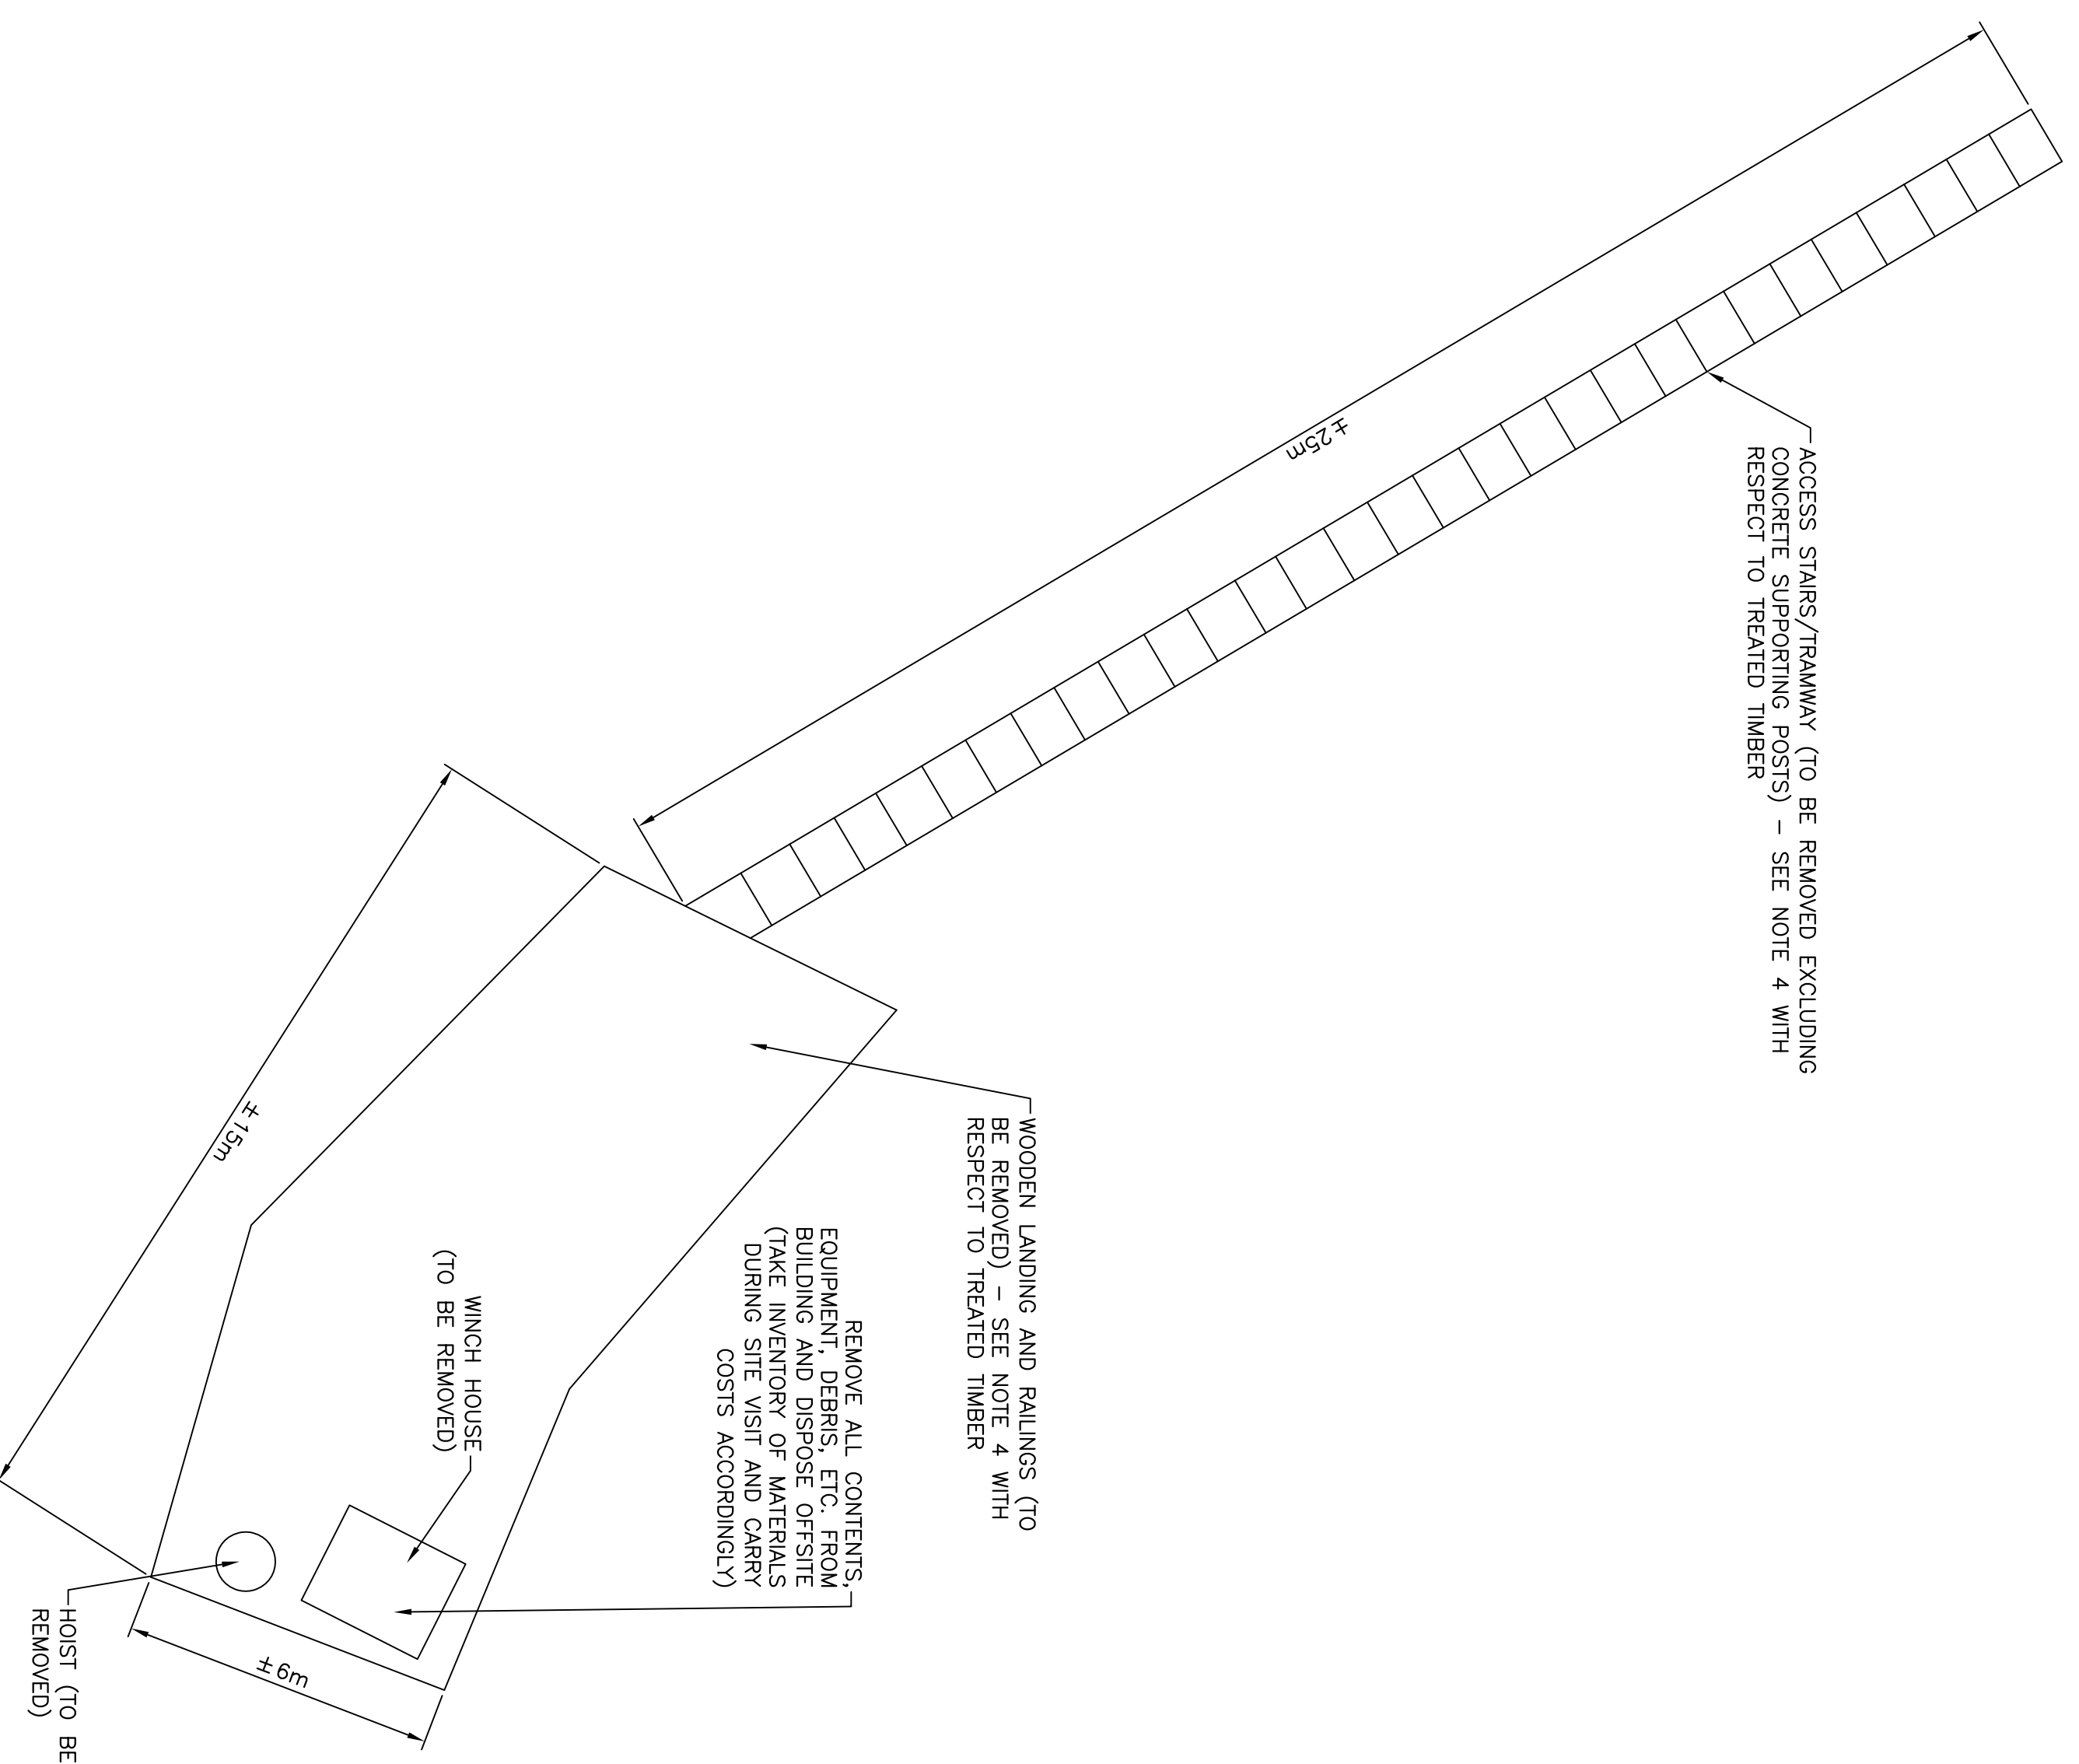 ACCESS STAIRS/TRAMWAY (TO BE REMOVED EXCLUDING
CONCRETE SUPPORTING POSTS) – SEE NOTE 4 WITH
RESPECT TO TREATED TIMBER
±25m
WOODEN LANDING AND RAILINGS (TO
BE REMOVED) – SEE NOTE 4 WITH
RESPECT TO TREATED TIMBER
REMOVE ALL CONTENTS,
EQUIPMENT, DEBRIS, ETC. FROM
BUILDING AND DISPOSE OFFSITE
(TAKE INVENTORY OF MATERIALS
DURING SITE VISIT AND CARRY
COSTS ACCORDINGLY)
WINCH HOUSE
(TO BE REMOVED)
±15m
±6m
HOIST (TO BE
REMOVED)